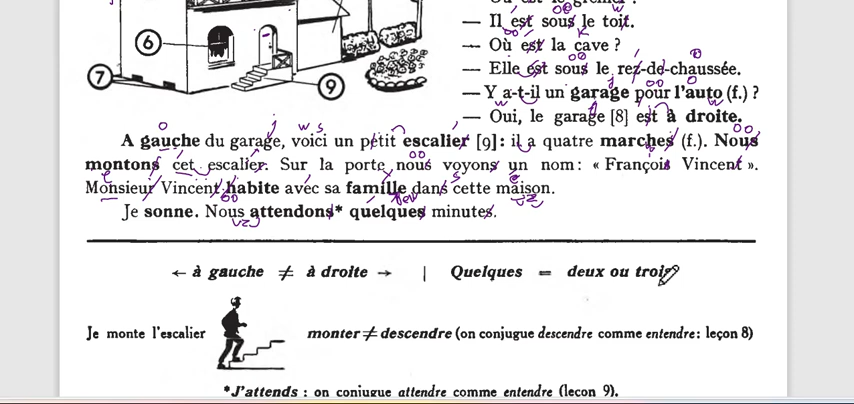 — Il est sous le toit.
6
— Où est la cave ?
7
— Elle est sous le rez-de-chaussée.
9
— Y a-t-il un garage pour l'auto (f.) ?
— Oui, le garage [8] est à droite.
A gauche du garage, voici un petit escalier [9] : il a quatre marches (f.). Nous
montons cet escalier. Sur la porte nous voyons un nom : « François Vincent ».
Monsieur Vincent habite avec sa famille dans cette maison.
Je sonne. Nous attendons* quelques minutes.
← à gauche ≠ à droite → | Quelques = deux ou trois
Je monte l'escalier monter ≠ descendre (on conjugue descendre comme entendre : leçon 8)
*J'attends : on conjugue attendre comme entendre (leçon 9).